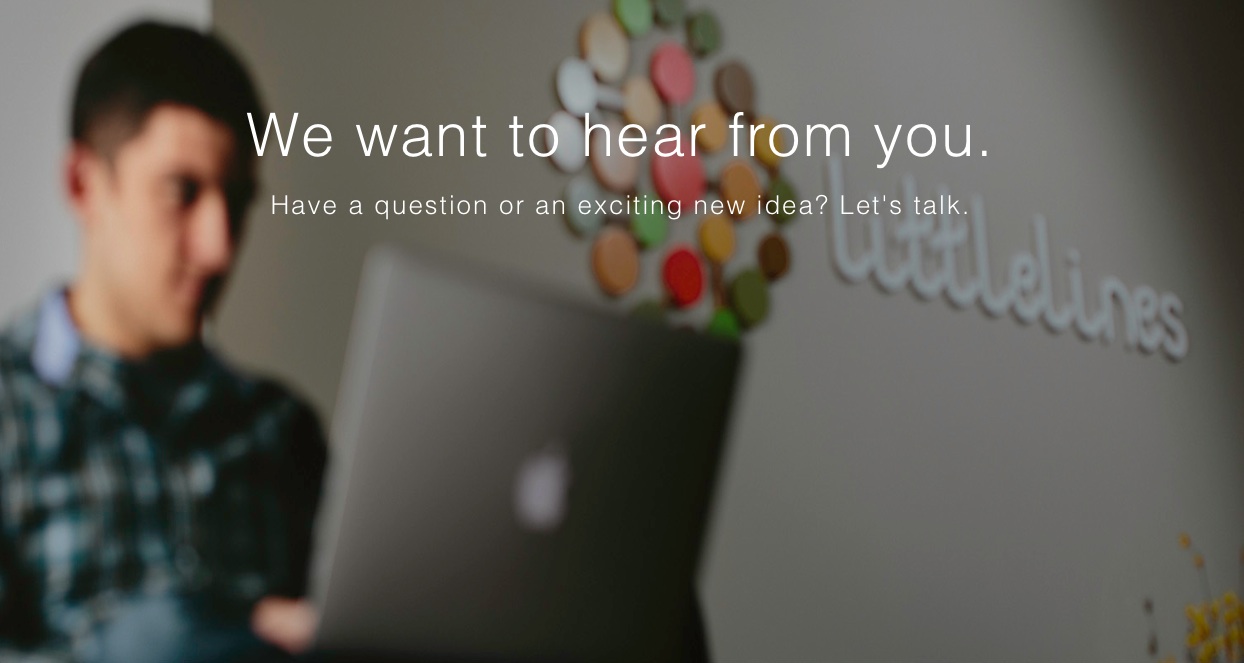 We want to hear from you.
Have a question or an exciting new idea? Let's talk.
littlelines